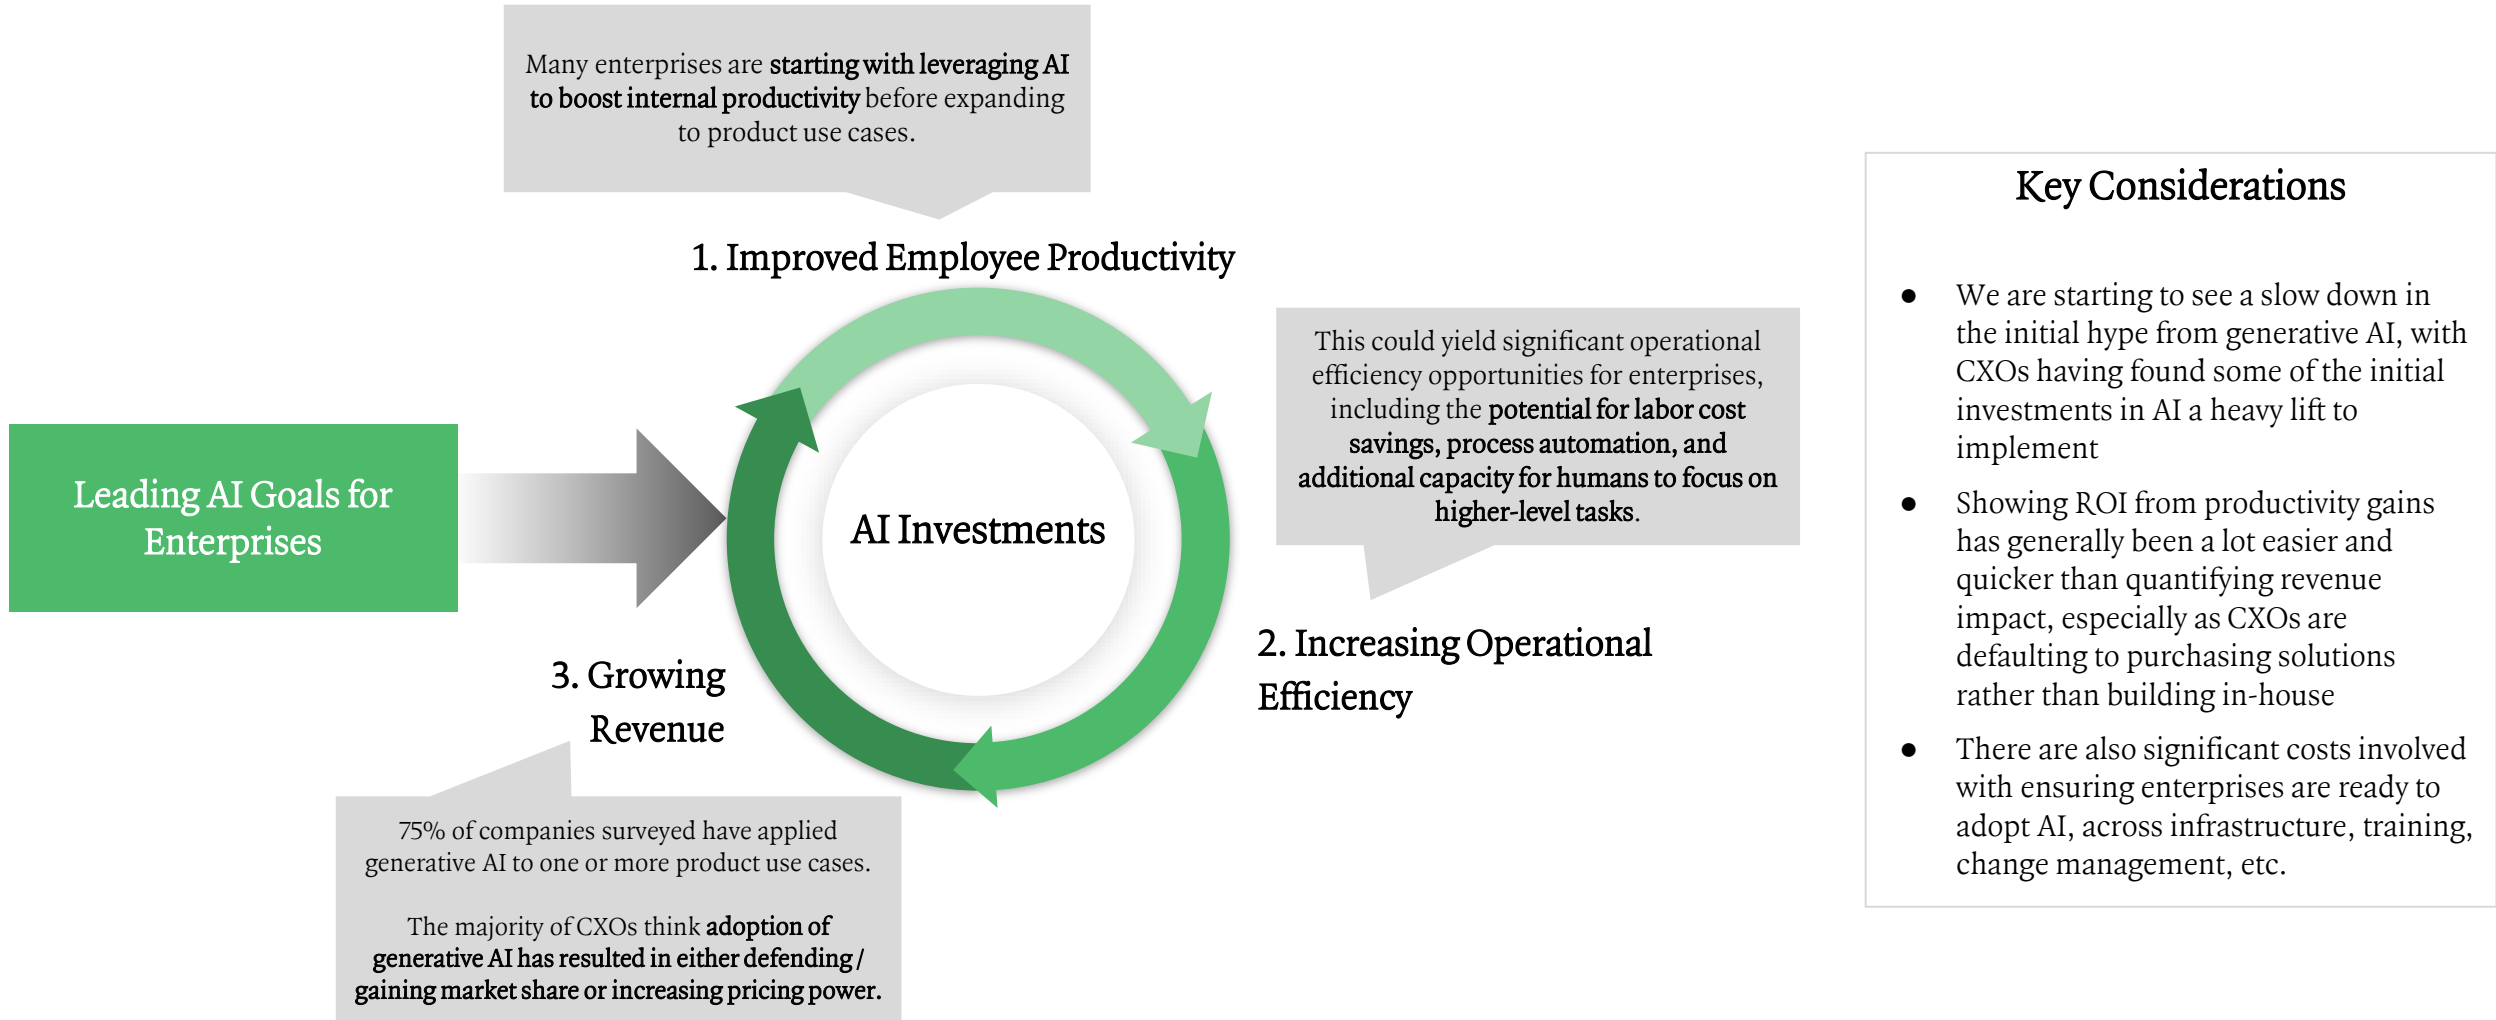 Many enterprises are starting with leveraging AI
to boost internal productivity before expanding
to product use cases.
1. Improved Employee Productivity
Leading AI Goals for
Enterprises
AI Investments
This could yield significant operational
efficiency opportunities for enterprises,
including the potential for labor cost
savings, process automation, and
additional capacity for humans to focus on
higher-level tasks.
2. Increasing Operational
Efficiency
3. Growing
Revenue
75% of companies surveyed have applied
generative AI to one or more product use cases.
The majority of CXOs think adoption of
generative AI has resulted in either defending /
gaining market share or increasing pricing power.
Key Considerations
● We are starting to see a slow down in
the initial hype from generative AI, with
CXOs having found some of the initial
investments in AI a heavy lift to
implement
● Showing ROI from productivity gains
has generally been a lot easier and
quicker than quantifying revenue
impact, especially as CXOs are
defaulting to purchasing solutions
rather than building in-house
● There are also significant costs involved
with ensuring enterprises are ready to
adopt AI, across infrastructure, training,
change management, etc.